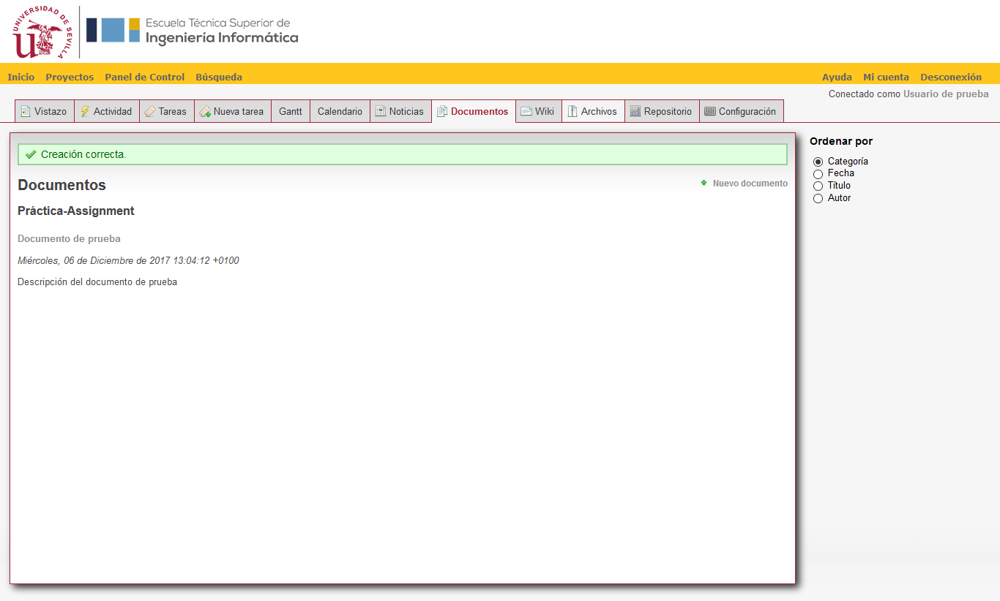 UNIVERSIDAD DE SEVILLA
Escuela Técnica Superior de
Ingeniería Informática
Inicio Proyectos Panel de Control Búsqueda Ayuda Mi cuenta Desconexión
Conectado como Usuario de prueba
Vistazo Actividad Tareas Nueva tarea Gantt Calendario Noticias Documentos Wiki Archivos Repositorio Configuración
Creación correcta.
Documentos
Nuevo documento
Práctica-Assignment
Documento de prueba
Miércoles, 06 de Diciembre de 2017 13:04:12 +0100
Descripción del documento de prueba
Ordenar por
Categoría
Fecha
Título
Autor